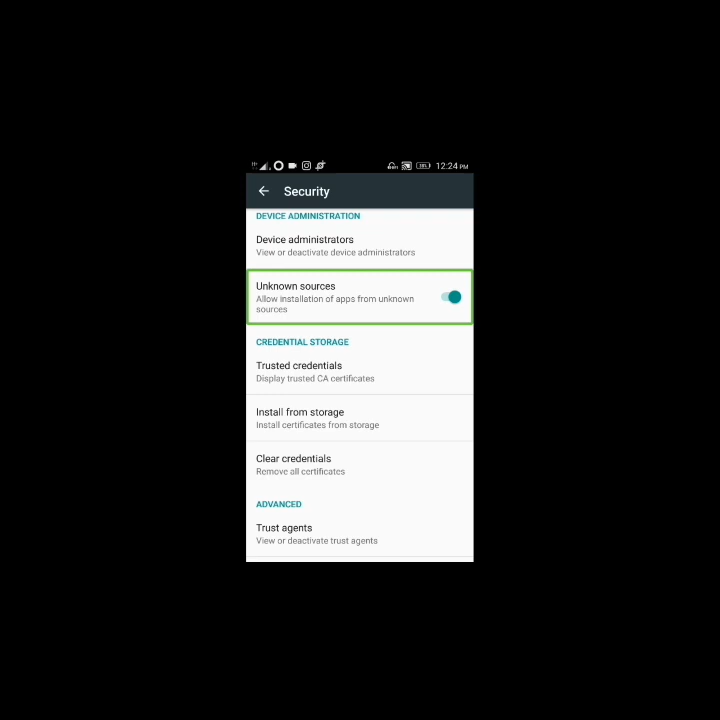 12:24 PM
Security
DEVICE ADMINISTRATION
Device administrators
View or deactivate device administrators
Unknown sources
Allow installation of apps from unknown
sources
CREDENTIAL STORAGE
Trusted credentials
Display trusted CA certificates
Install from storage
Install certificates from storage
Clear credentials
Remove all certificates
ADVANCED
Trust agents
View or deactivate trust agents